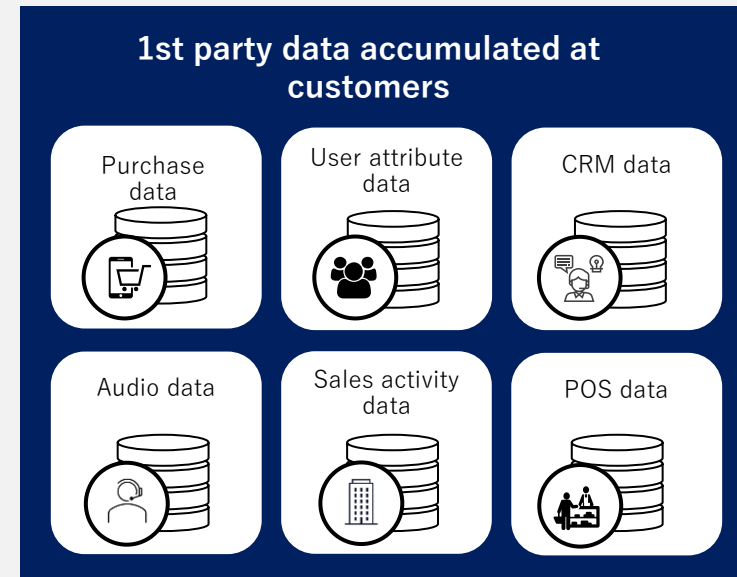 1st party data accumulated at
customers
Purchase
data
User attribute
data
CRM data
Audio data
Sales activity
data
POS data